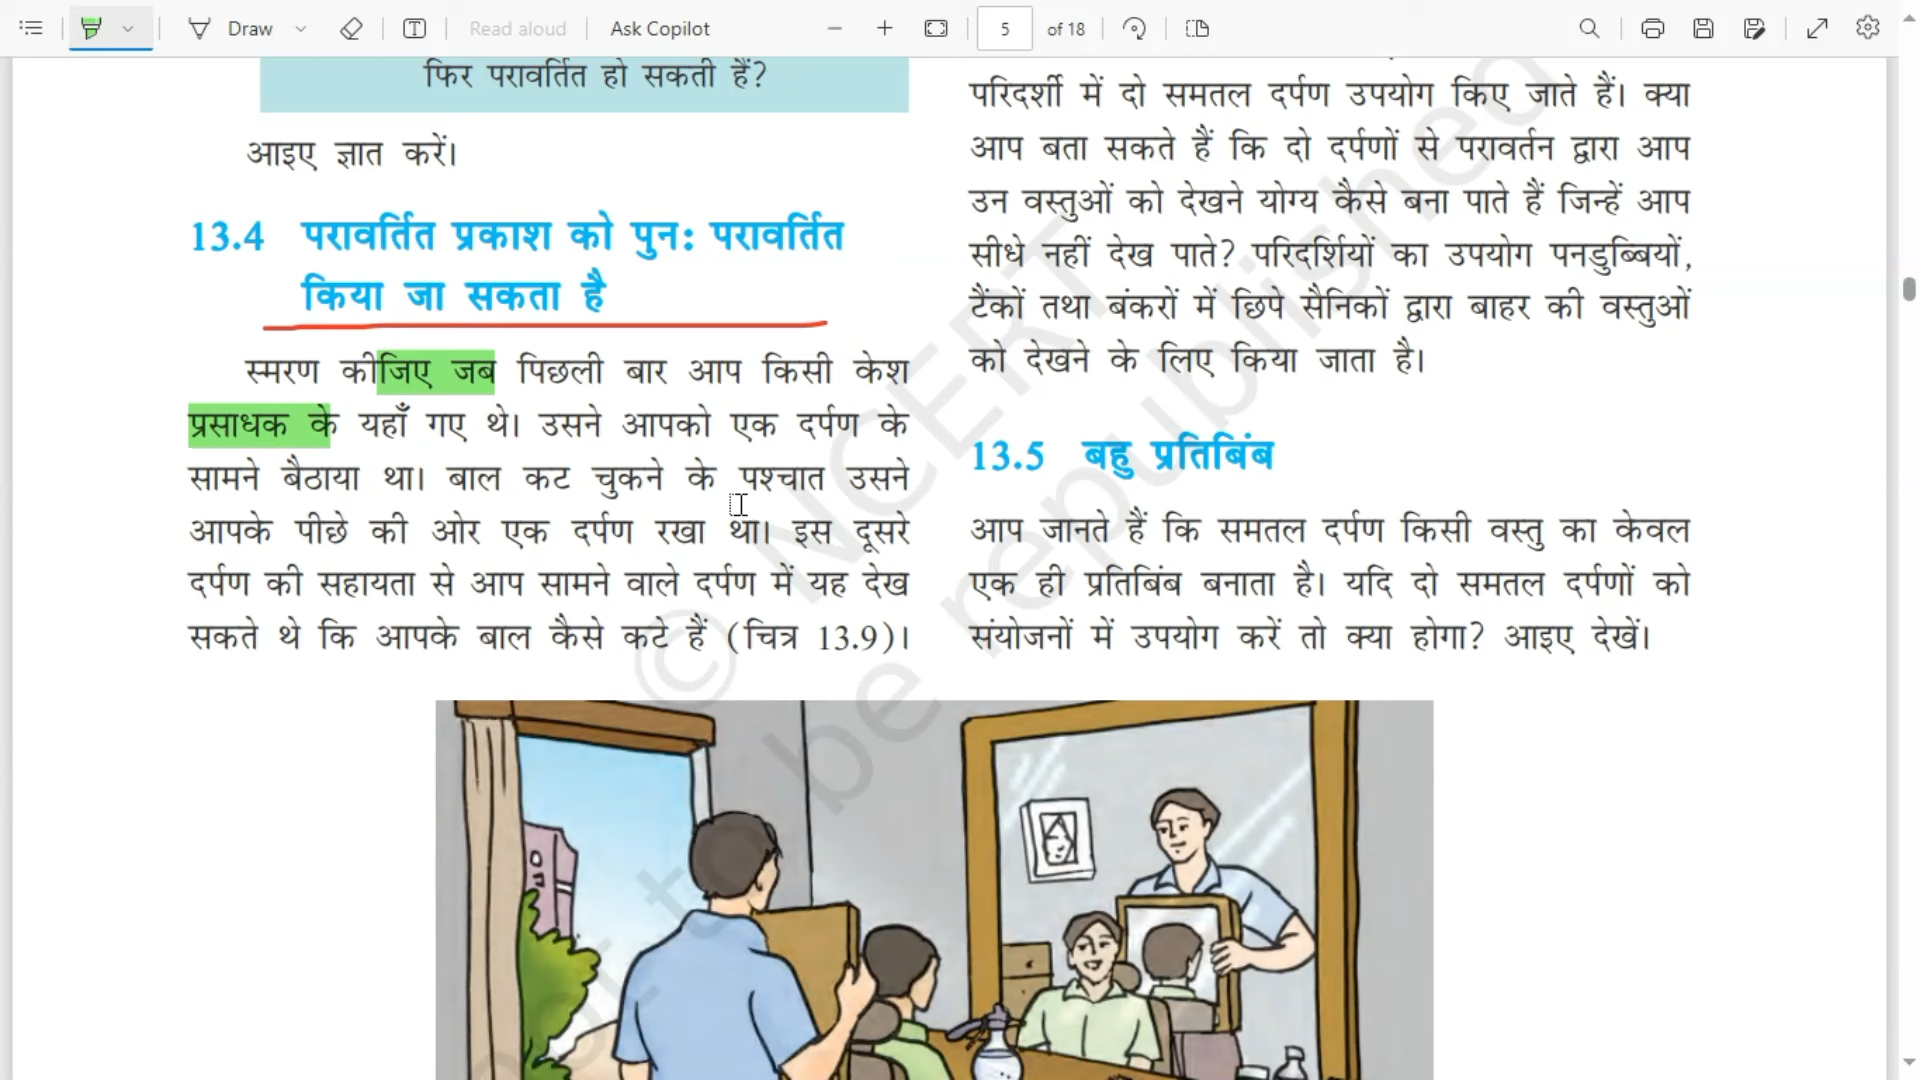 Draw
Read aloud
Ask Copilot
5 of 18
फिर परावर्तित हो सकती हैं?
आइए ज्ञात करें।
13.4 परावर्तित प्रकाश को पुनः परावर्तित
किया जा सकता है
स्मरण कीजिए जब पिछली बार आप किसी केश
प्रसाधक के यहाँ गए थे। उसने आपको एक दर्पण के
सामने बैठाया था। बाल कट चुकने के पश्चात उसने
आपके पीछे की ओर एक दर्पण रखा था। इस दूसरे
दर्पण की सहायता से आप सामने वाले दर्पण में यह देख
सकते थे कि आपके बाल कैसे कटे हैं (चित्र 13.9)।
परिदर्शी में दो समतल दर्पण उपयोग किए जाते हैं। क्या
आप बता सकते हैं कि दो दर्पणों से परावर्तन द्वारा आप
उन वस्तुओं को देखने योग्य कैसे बना पाते हैं जिन्हें आप
सीधे नहीं देख पाते? परिदर्शियों का उपयोग पनडुब्बियों,
टैंकों तथा बंकरों में छिपे सैनिकों द्वारा बाहर की वस्तुओं
को देखने के लिए किया जाता है।
13.5 बहु प्रतिबिंब
आप जानते हैं कि समतल दर्पण किसी वस्तु का केवल
एक ही प्रतिबिंब बनाता है। यदि दो समतल दर्पणों को
संयोजनों में उपयोग करें तो क्या होगा? आइए देखें।
© NCERT
not to be republished